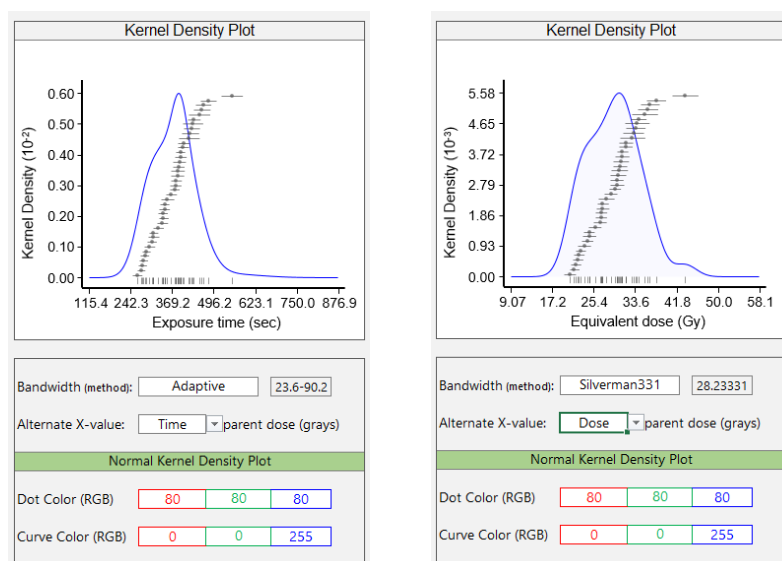 Kernel Density Plot
0.60
0.50
0.40
0.30
0.20
0.10
0.00
Kernel Density (10⁻²)
115.4 242.3 369.2 496.2 623.1 750.0 876.9
Exposure time (sec)
Bandwidth (method): Adaptive 23.6-90.2
Alternate X-value: Time parent dose (grays)
Normal Kernel Density Plot
Dot Color (RGB) 80 80 80
Curve Color (RGB) 0 0 255
Kernel Density Plot
5.58
4.65
3.72
2.79
1.86
0.93
0.00
Kernel Density (10⁻³)
9.07 17.2 25.4 33.6 41.8 50.0 58.1
Equivalent dose (Gy)
Bandwidth (method): Silverman331 28.23331
Alternate X-value: Dose parent dose (grays)
Normal Kernel Density Plot
Dot Color (RGB) 80 80 80
Curve Color (RGB) 0 0 255